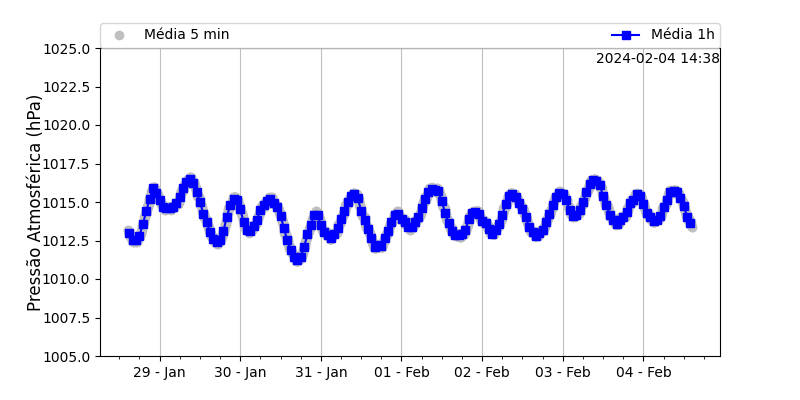 Média 5 min
Média 1h
2024-02-04 14:38
Pressão Atmosférica (hPa)
1025.0
1022.5
1020.0
1017.5
1015.0
1012.5
1010.0
1007.5
1005.0
29 - Jan
30 - Jan
31 - Jan
01 - Feb
02 - Feb
03 - Feb
04 - Feb